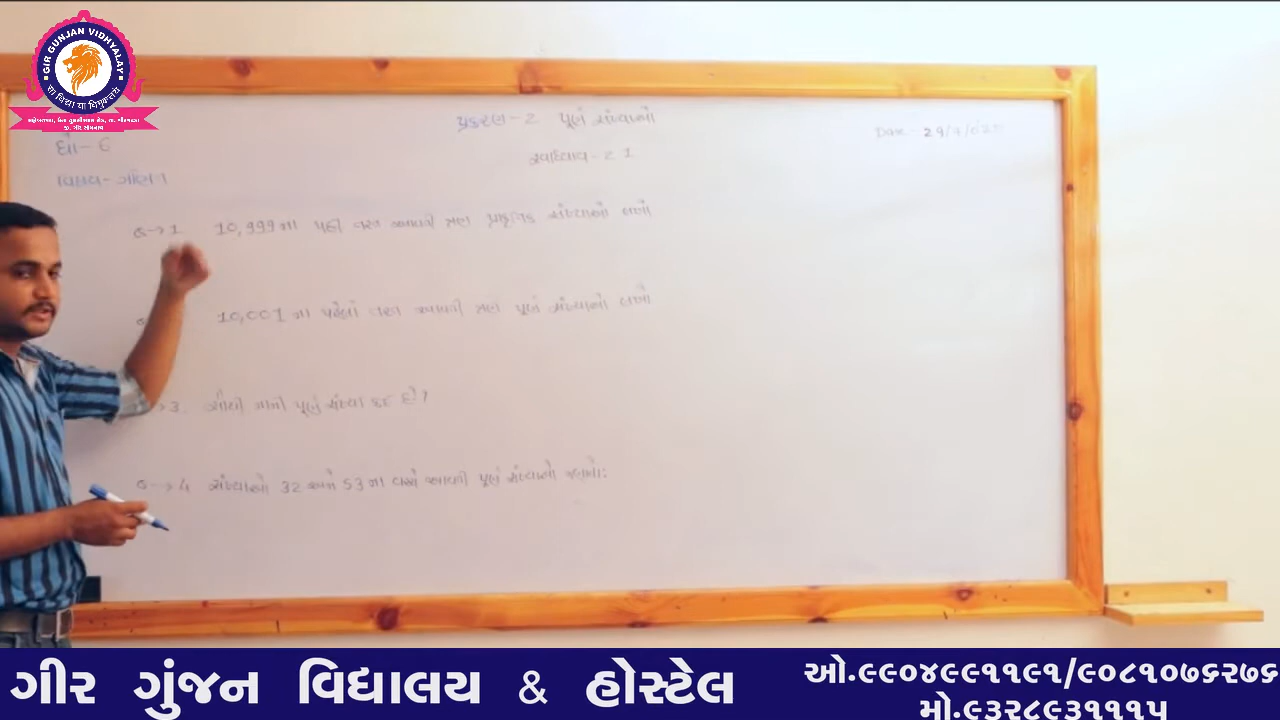 GIR GUNJAN VIDHYALAY
सा विद्या या विमुक्तये
જી. ગીર સોમનાથ
પ્રકરણ-2 પૂર્ણ સંખ્યાઓ
Date - 29/7/
ધો- 6
સ્વાધ્યાય - 2.1
વિષય- ગણિત
1 10,999 ના પછી તરત આવતી ત્રણ પ્રાકૃતિક સંખ્યાઓ લખો
10,001 ના પહેલાં તરત આવતી ત્રણ પૂર્ણ સંખ્યાઓ લખો
3 સૌથી નાની પૂર્ણ સંખ્યા કઈ છે?
4 સંખ્યાઓ 32 અને 53 ના વચ્ચે આવતી પૂર્ણ સંખ્યાઓ જણાવો:
ગીર ગુંજન વિદ્યાલય & હોસ્ટેલ
ઓ.૯૯૦૪૯૯૧૧૯૧/૯૦૮૧૦૭૬૨૭૬
મો.૯૩૨૮૯૩૧૧૧૫